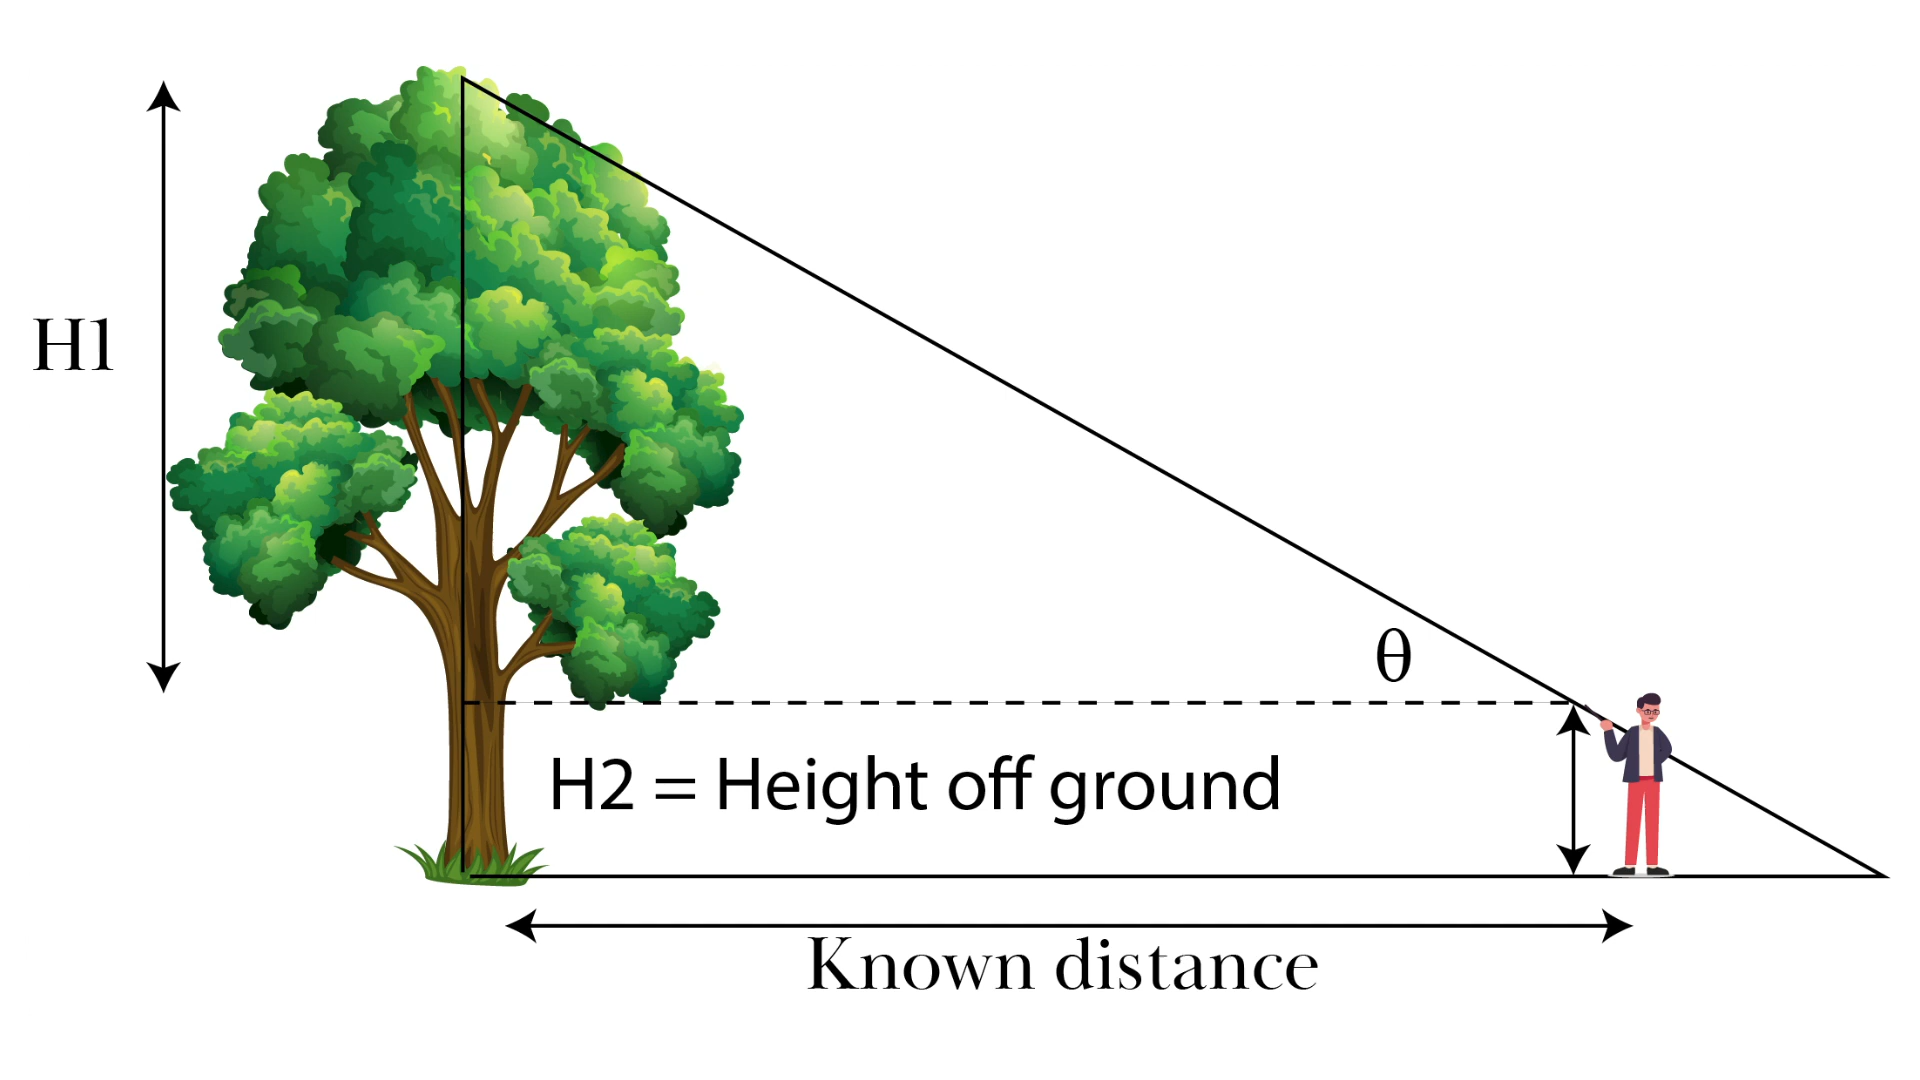 H1
θ
H2 = Height off ground
Known distance